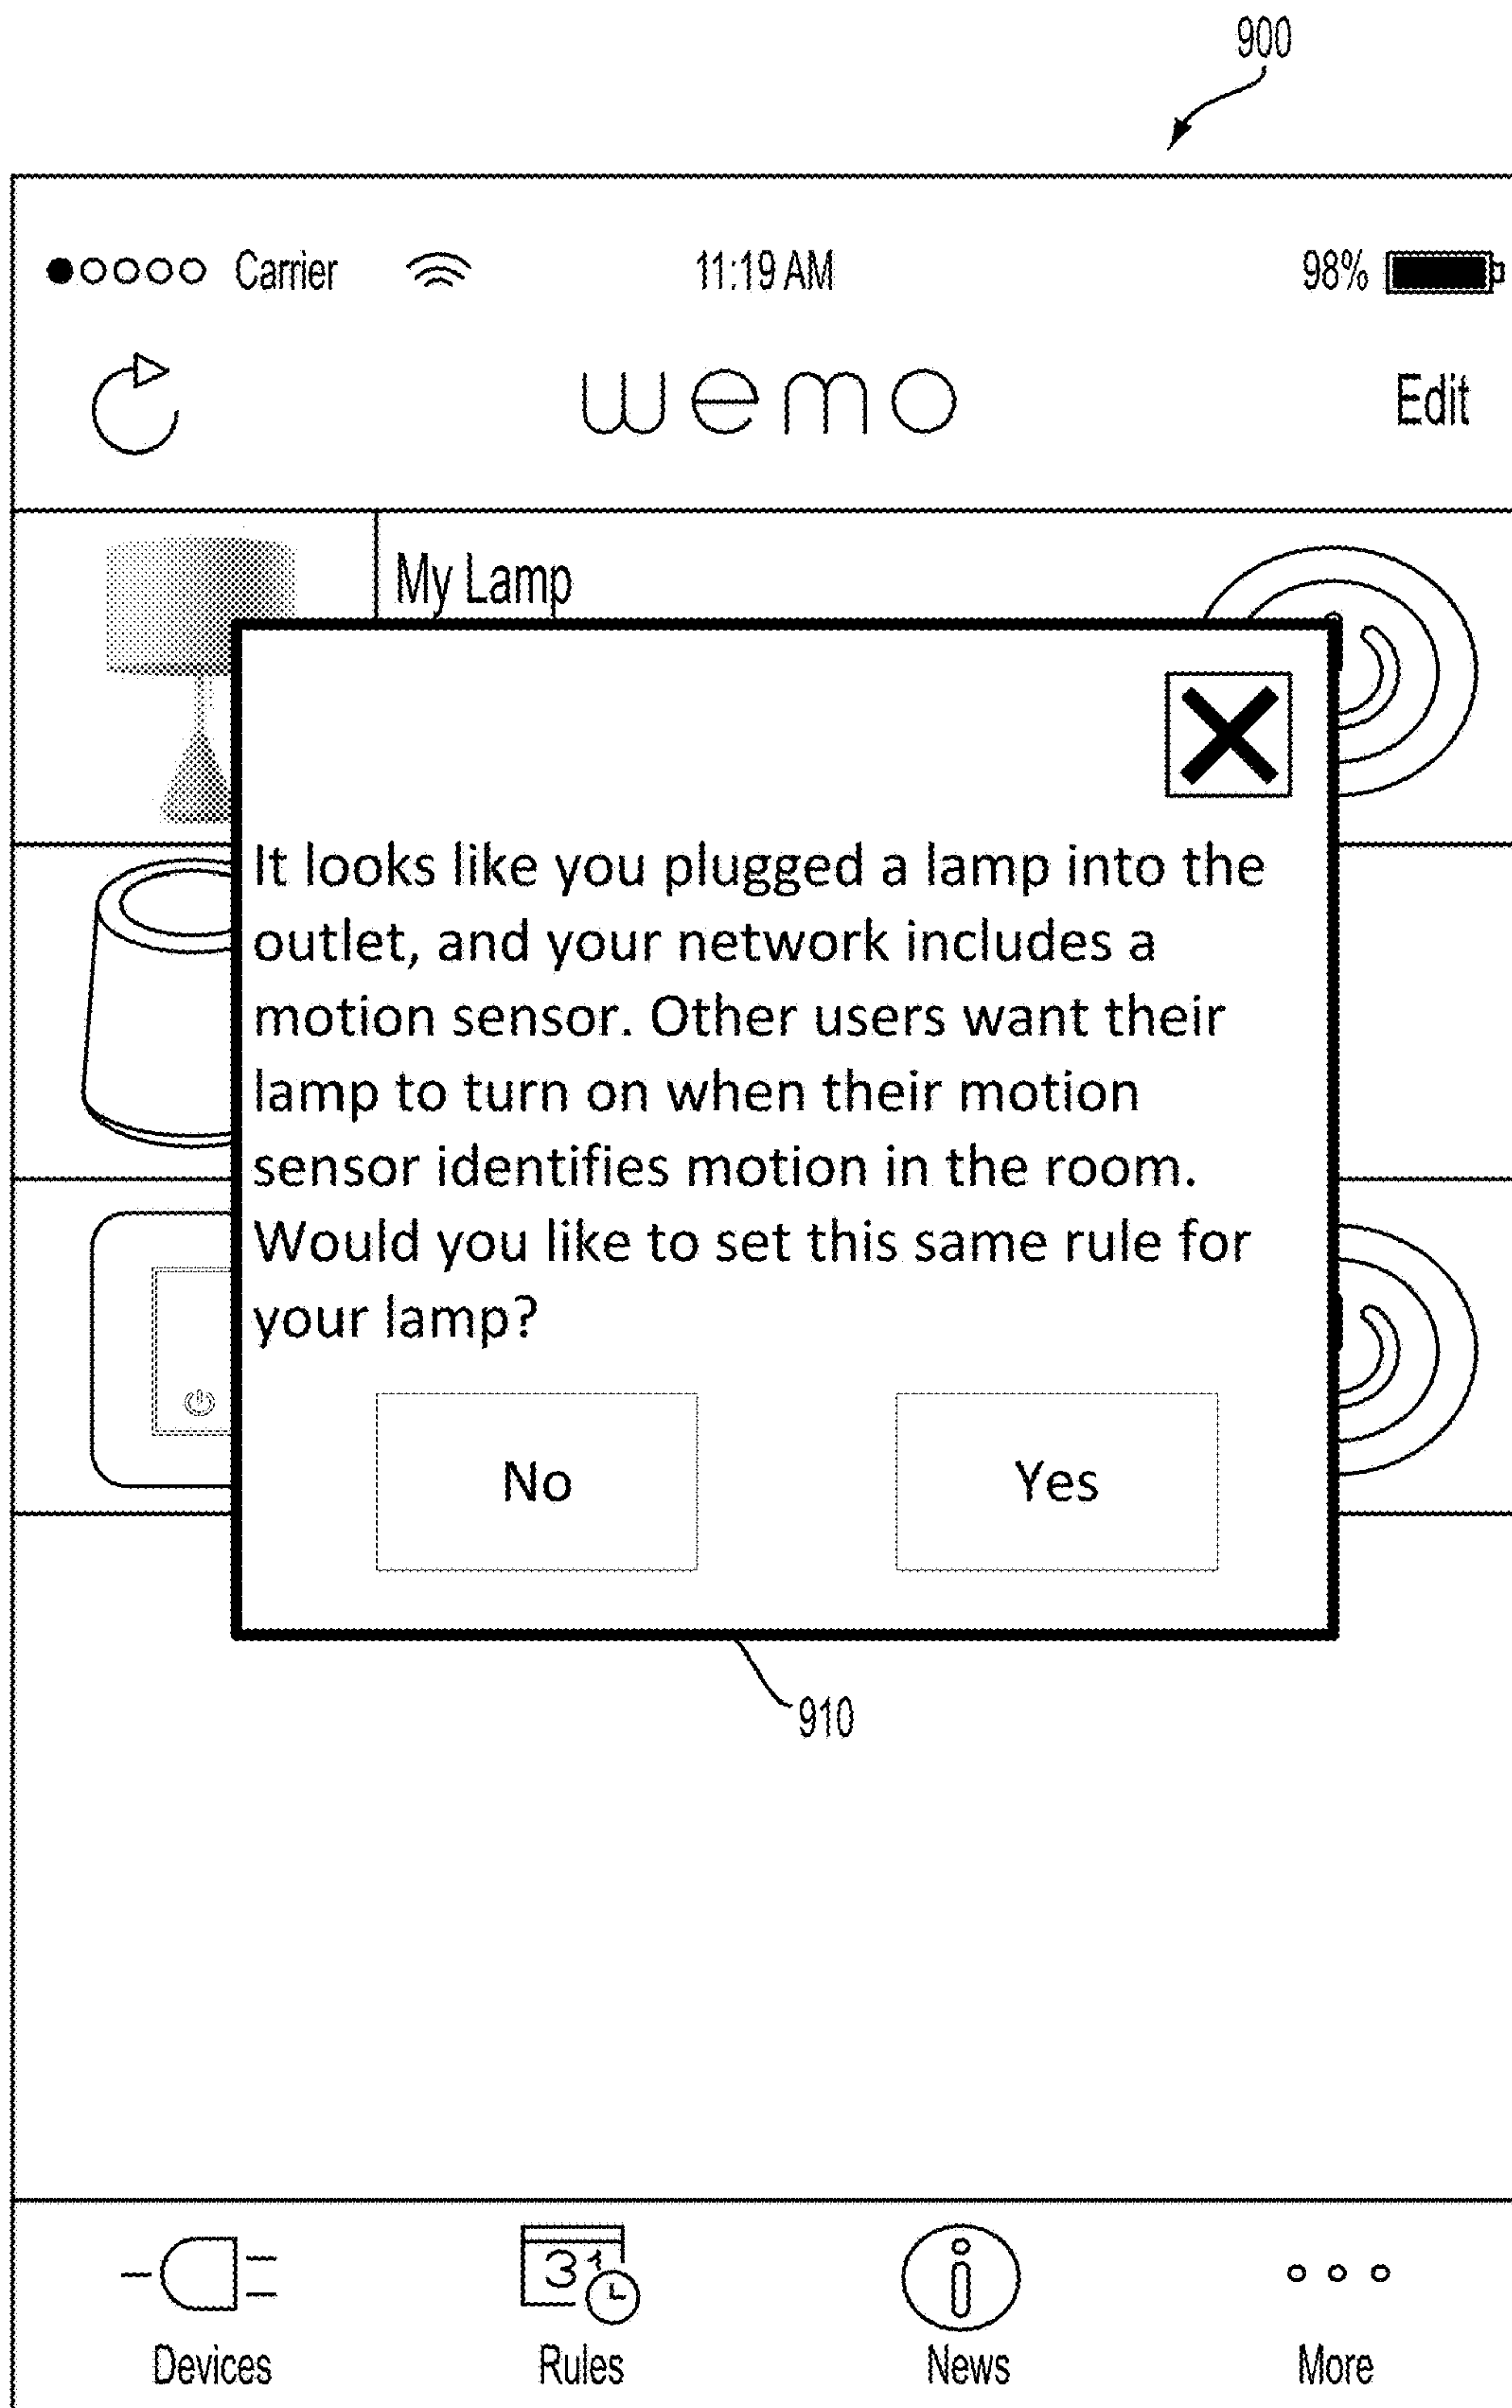 900
Carrier 11:19 AM 98%
wemo Edit
My Lamp
It looks like you plugged a lamp into the
outlet, and your network includes a
motion sensor. Other users want their
lamp to turn on when their motion
sensor identifies motion in the room.
Would you like to set this same rule for
your lamp?
No Yes
910
31
Devices Rules News More